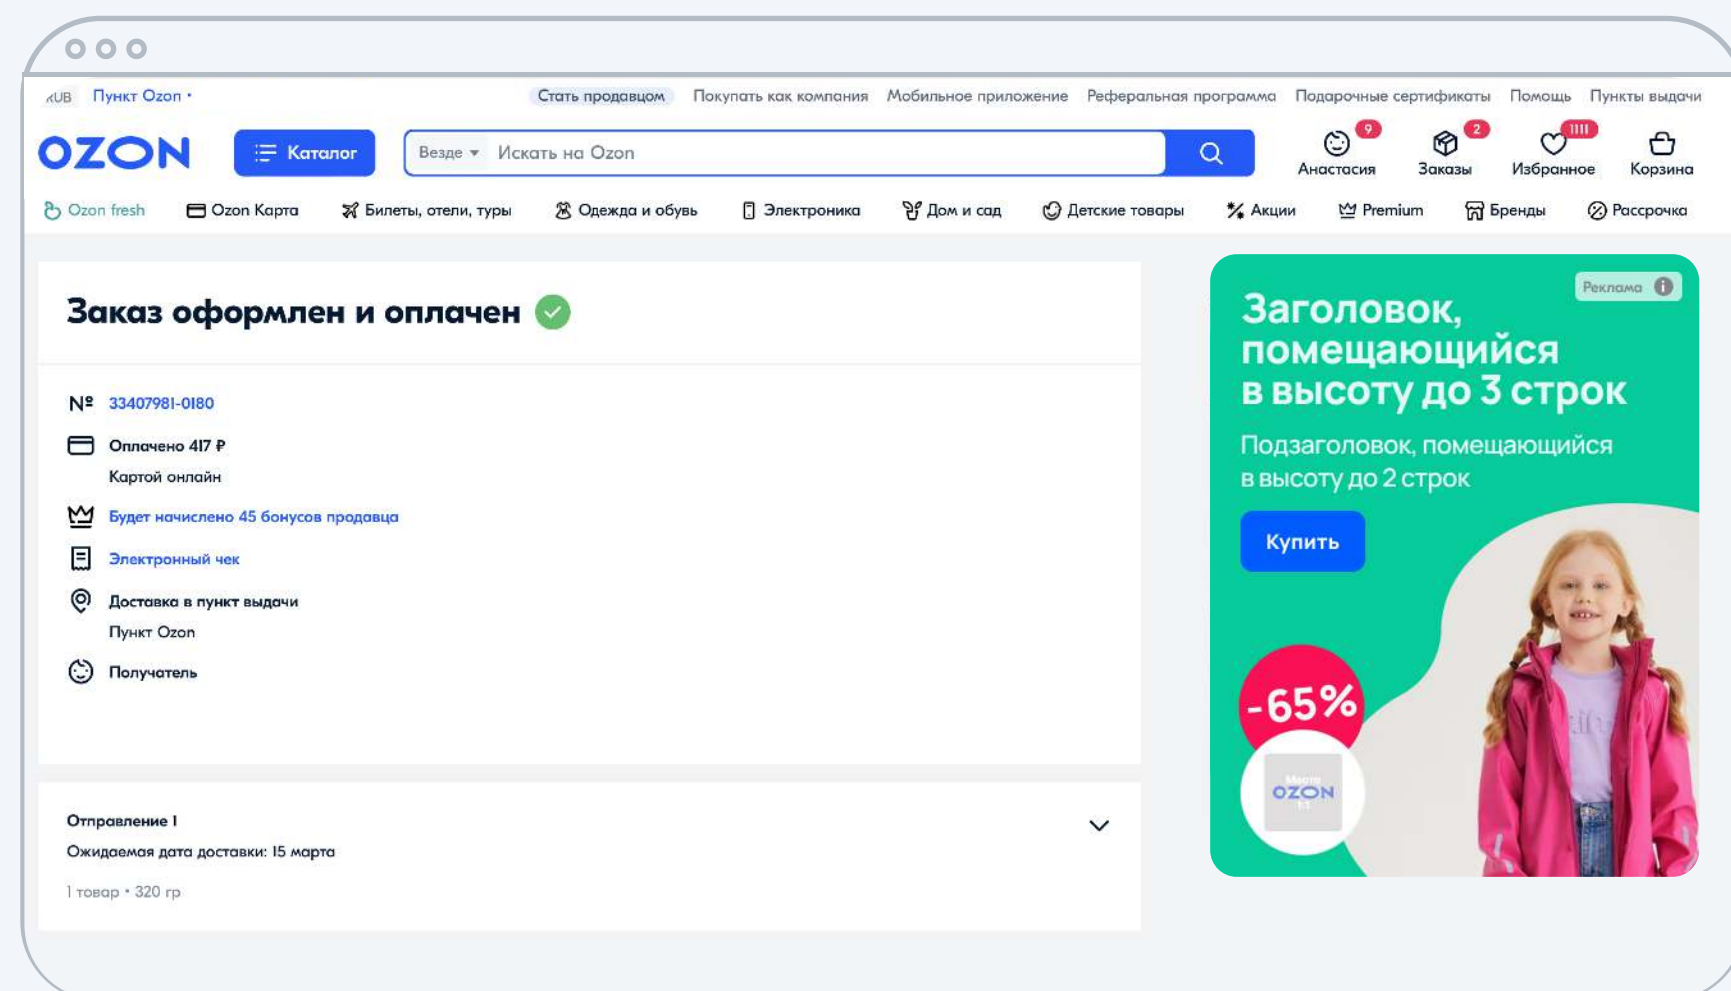 RUB Пункт Ozon •
Стать продавцом Покупать как компания Мобильное приложение Реферальная программа Подарочные сертификаты Помощь Пункты выдачи
OZON Каталог Везде Искать на Ozon
9 2 1111
Анастасия Заказы Избранное Корзина
Ozon fresh Ozon Карта Билеты, отели, туры Одежда и обувь Электроника Дом и сад Детские товары Акции Premium Бренды Рассрочка
Заказ оформлен и оплачен
№ 33407981-0180
Оплачено 417 ₽
Картой онлайн
Будет начислено 45 бонусов продавца
Электронный чек
Доставка в пункт выдачи
Пункт Ozon
Получатель
Отправление 1
Ожидаемая дата доставки: 15 марта
1 товар • 320 гр
Реклама
Заголовок,
помещающийся
в высоту до 3 строк
Подзаголовок, помещающийся
в высоту до 2 строк
Купить
-65%
Место
OZON
1:1